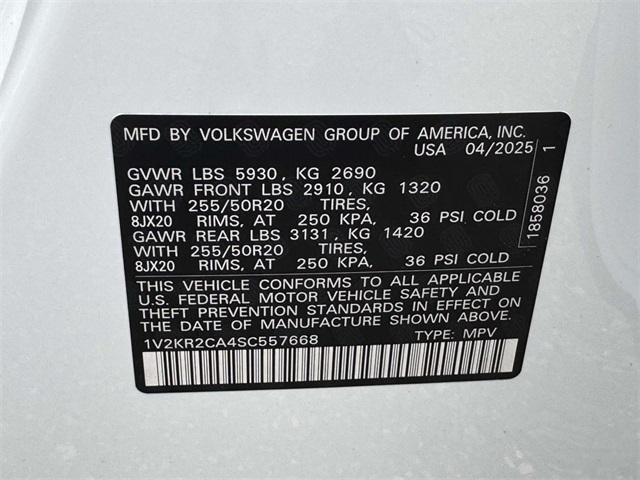 MFD BY VOLKSWAGEN GROUP OF AMERICA, INC.
USA 04/2025
GVWR LBS 5930, KG 2690
GAWR FRONT LBS 2910, KG 1320
WITH 255/50R20 TIRES,
8JX20 RIMS, AT 250 KPA, 36 PSI COLD
GAWR REAR LBS 3131, KG 1420
WITH 255/50R20 TIRES,
8JX20 RIMS, AT 250 KPA, 36 PSI COLD
THIS VEHICLE CONFORMS TO ALL APPLICABLE
U.S. FEDERAL MOTOR VEHICLE SAFETY AND
THEFT PREVENTION STANDARDS IN EFFECT ON
THE DATE OF MANUFACTURE SHOWN ABOVE.
1V2KR2CA4SC557668 TYPE: MPV
1858036 1